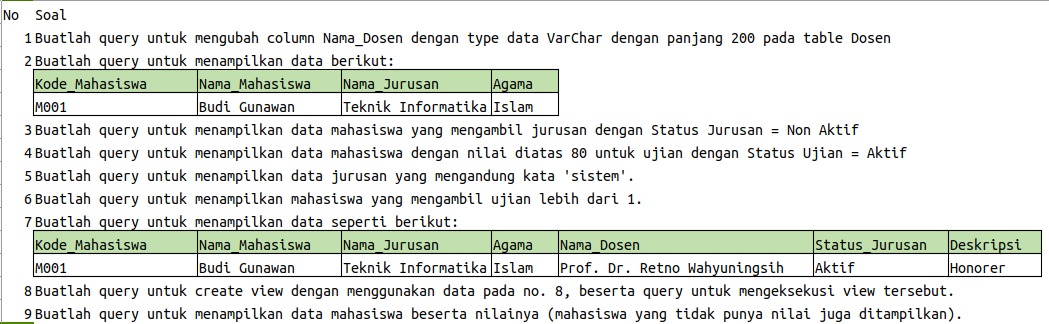 No Soal
1 Buatlah query untuk mengubah column Nama_Dosen dengan type data VarChar dengan panjang 200 pada table Dosen
2 Buatlah query untuk menampilkan data berikut:
Kode_Mahasiswa Nama_Mahasiswa Nama_Jurusan Agama
M001 Budi Gunawan Teknik Informatika Islam
3 Buatlah query untuk menampilkan data mahasiswa yang mengambil jurusan dengan Status Jurusan = Non Aktif
4 Buatlah query untuk menampilkan data mahasiswa dengan nilai diatas 80 untuk ujian dengan Status Ujian = Aktif
5 Buatlah query untuk menampilkan data jurusan yang mengandung kata 'sistem'.
6 Buatlah query untuk menampilkan mahasiswa yang mengambil ujian lebih dari 1.
7 Buatlah query untuk menampilkan data seperti berikut:
Kode_Mahasiswa Nama_Mahasiswa Nama_Jurusan Agama Nama_Dosen Status_Jurusan Deskripsi
M001 Budi Gunawan Teknik Informatika Islam Prof. Dr. Retno Wahyuningsih Aktif Honorer
8 Buatlah query untuk create view dengan menggunakan data pada no. 8, beserta query untuk mengeksekusi view tersebut.
9 Buatlah query untuk menampilkan data mahasiswa beserta nilainya (mahasiswa yang tidak punya nilai juga ditampilkan).